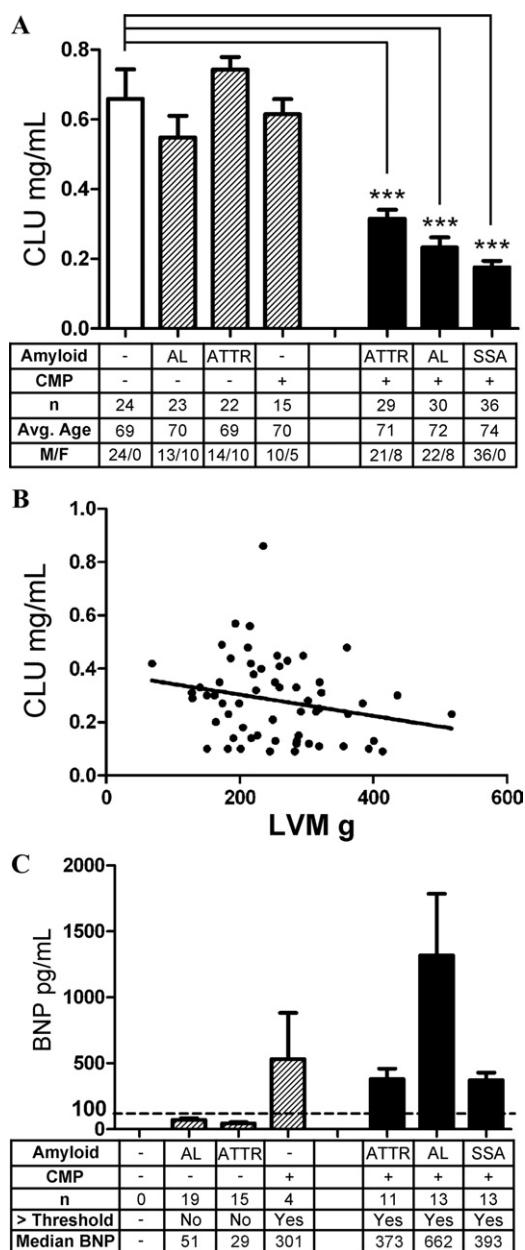 A
CLU mg/mL
0.8
0.6
0.4
0.2
0.0
*** *** ***
Amyloid - AL ATTR - ATTR AL SSA
CMP - - - + + + +
n 24 23 22 15 29 30 36
Avg. Age 69 70 69 70 71 72 74
M/F 24/0 13/10 14/10 10/5 21/8 22/8 36/0
B
CLU mg/mL
1.0
0.8
0.6
0.4
0.2
0.0
0 200 400 600
LVM g
C
BNP pg/mL
2000
1500
1000
500
100
0
Amyloid - AL ATTR - ATTR AL SSA
CMP - - - + + + +
n 0 19 15 4 11 13 13
> Threshold - No No Yes Yes Yes Yes
Median BNP - 51 29 301 373 662 393